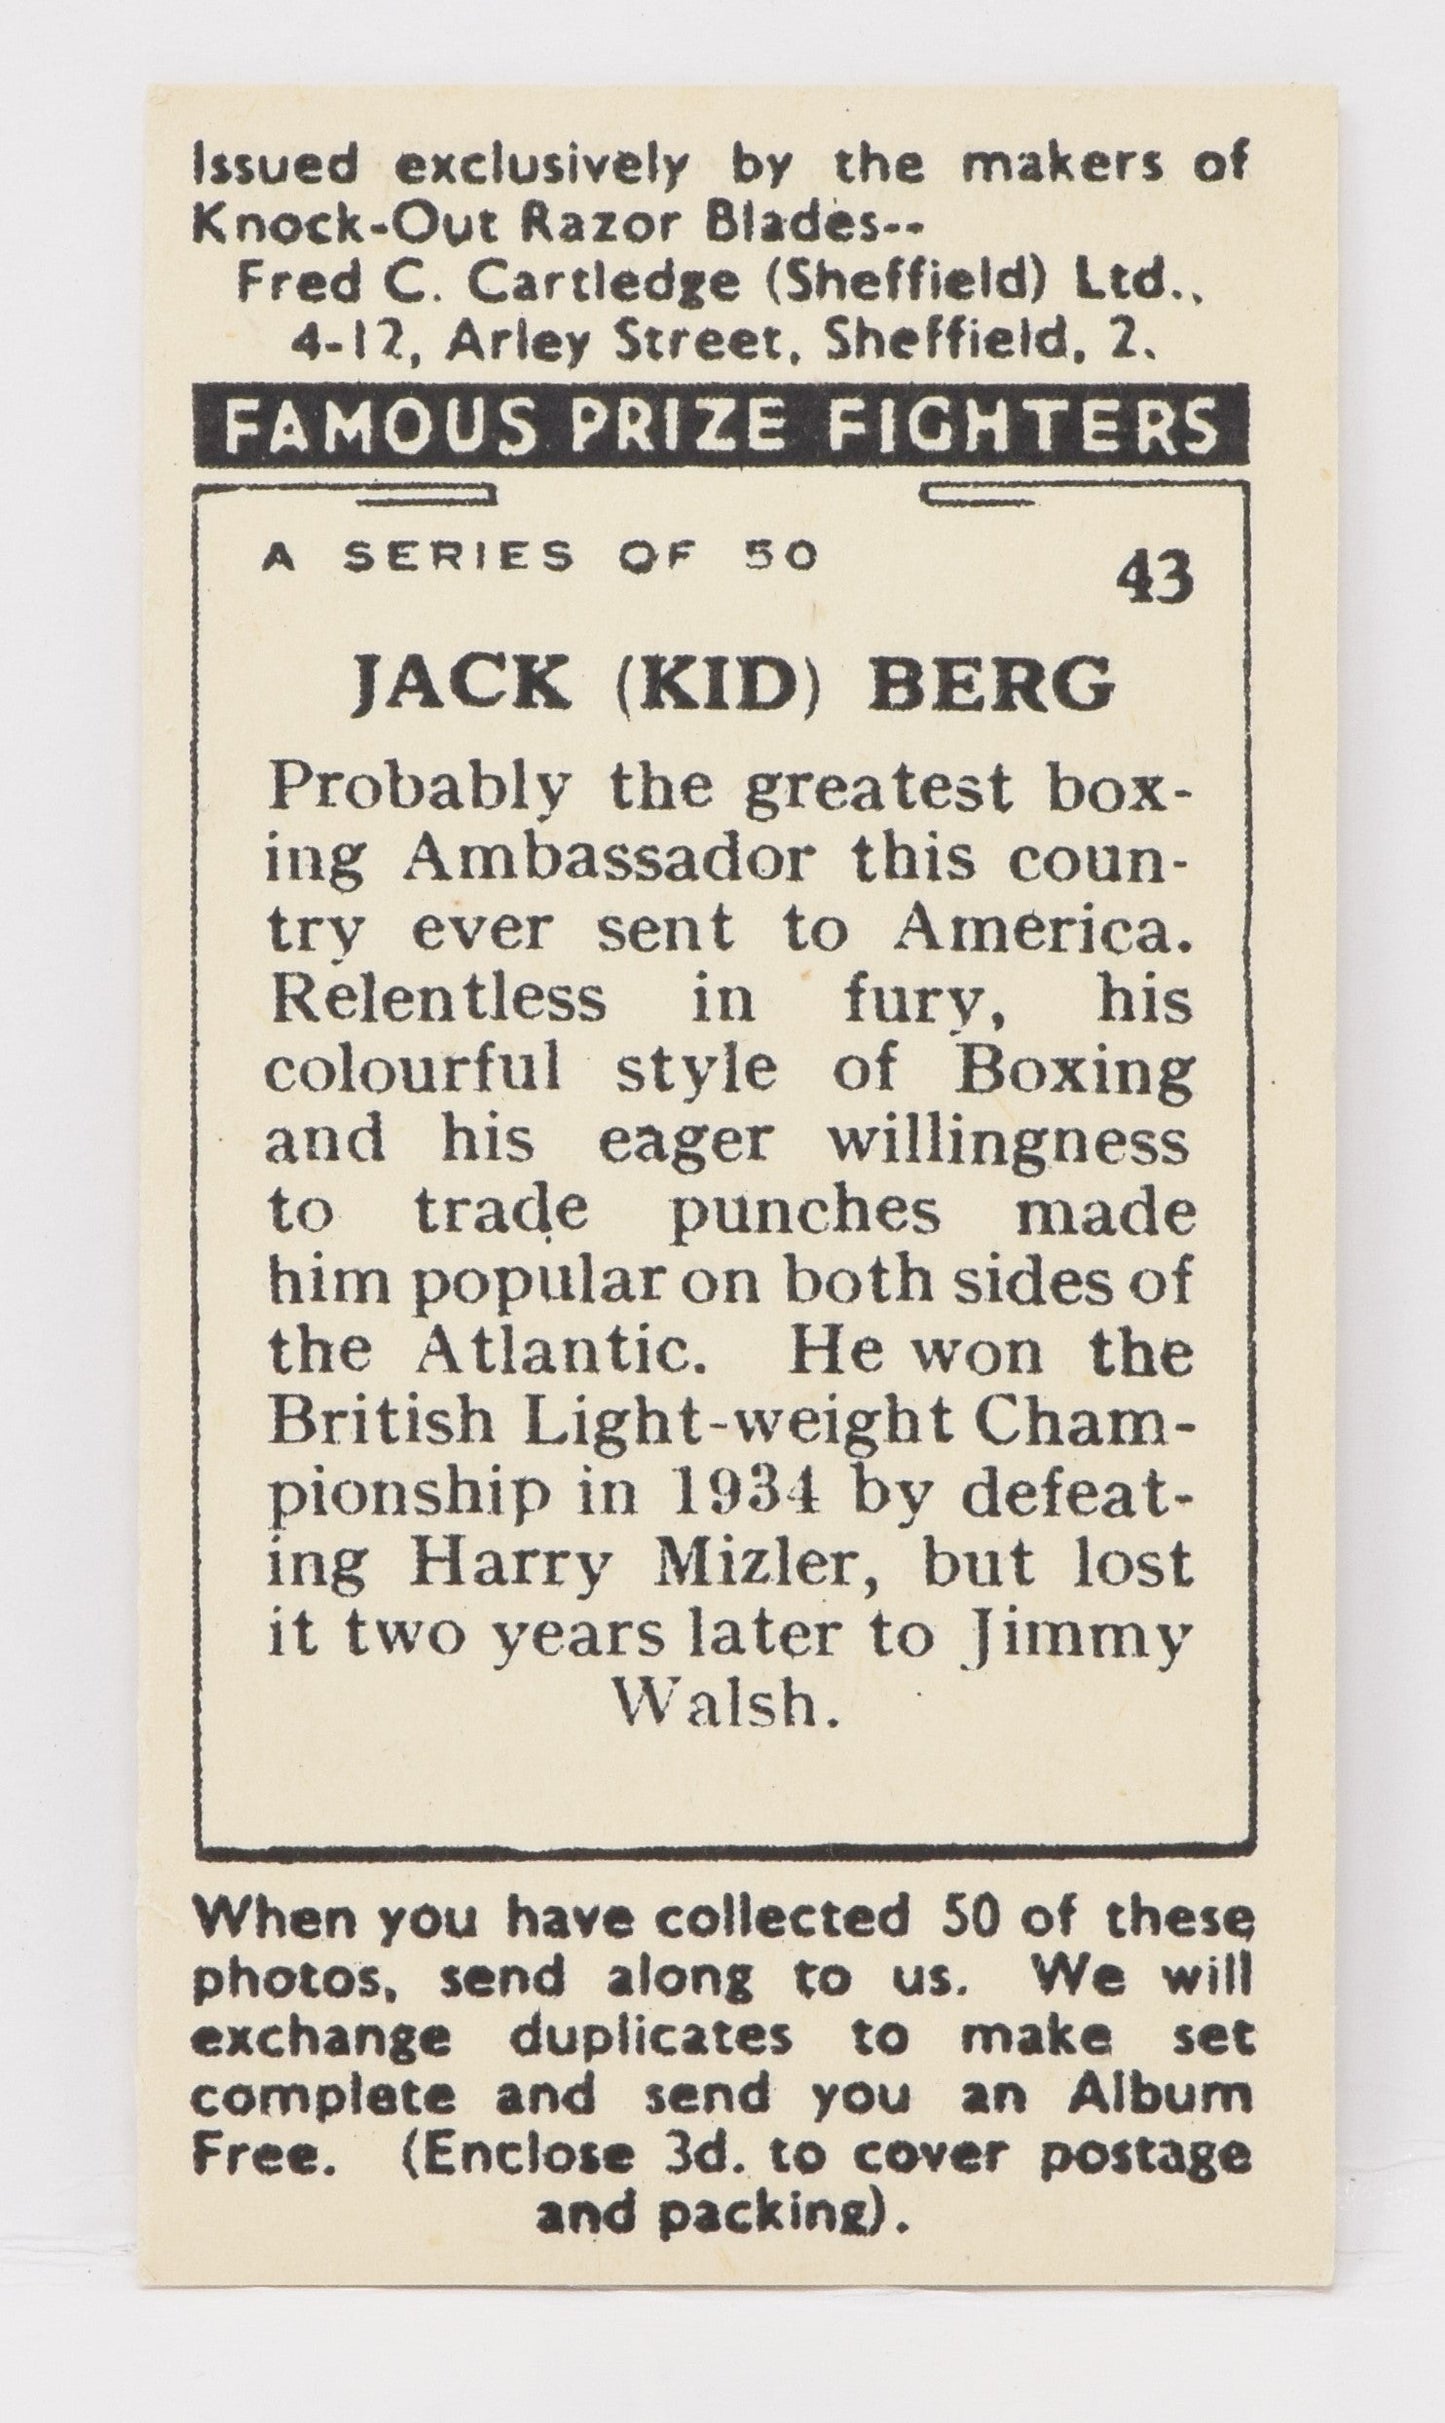 Issued exclusively by the makers of
Knock-Out Razor Blades--
Fred C. Cartledge (Sheffield) Ltd.,
4-12, Arley Street, Sheffield, 2.
FAMOUS PRIZE FIGHTERS
A SERIES OF 50
43
JACK (KID) BERG
Probably the greatest box-
ing Ambassador this coun-
try ever sent to America.
Relentless in fury, his
colourful style of Boxing
and his eager willingness
to trade punches made
him popular on both sides of
the Atlantic. He won the
British Light-weight Cham-
pionship in 1934 by defeat-
ing Harry Mizler, but lost
it two years later to Jimmy
Walsh.
When you have collected 50 of these
photos, send along to us. We will
exchange duplicates to make set
complete and send you an Album
Free. (Enclose 3d. to cover postage
and packing).